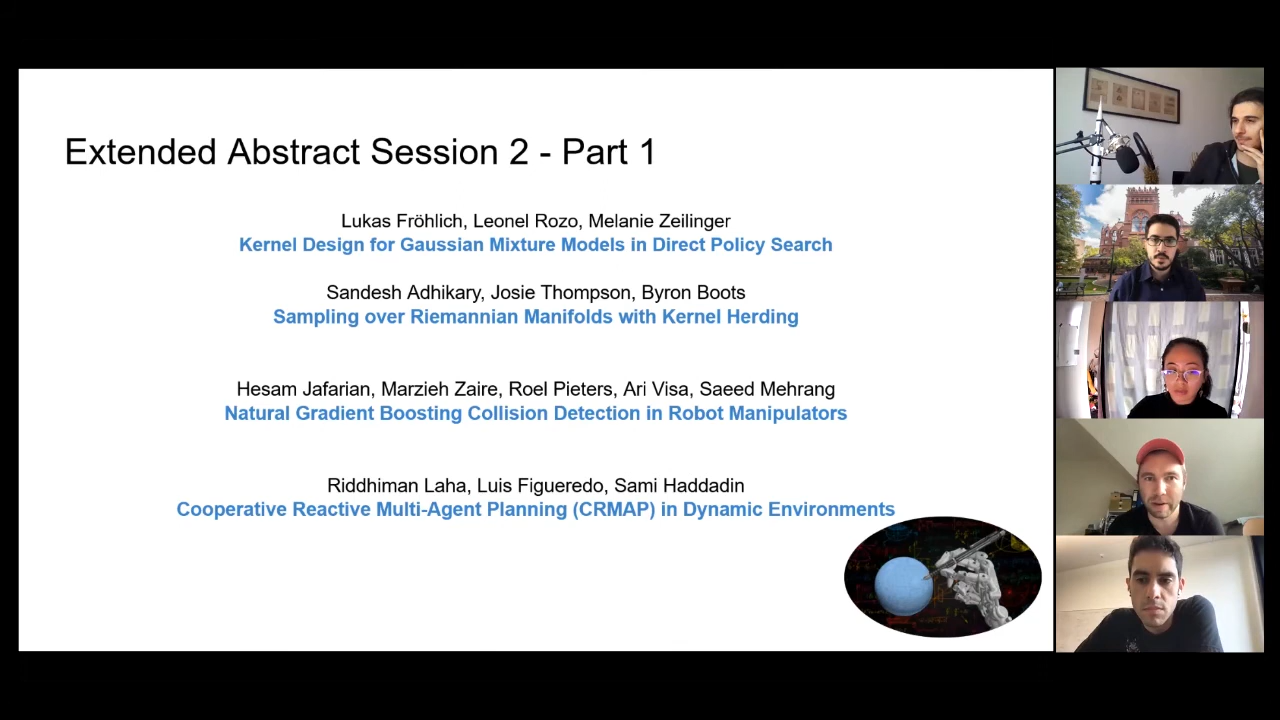 Extended Abstract Session 2 - Part 1
Lukas Fröhlich, Leonel Rozo, Melanie Zeilinger
Kernel Design for Gaussian Mixture Models in Direct Policy Search
Sandesh Adhikary, Josie Thompson, Byron Boots
Sampling over Riemannian Manifolds with Kernel Herding
Hesam Jafarian, Marzieh Zaire, Roel Pieters, Ari Visa, Saeed Mehrang
Natural Gradient Boosting Collision Detection in Robot Manipulators
Riddhiman Laha, Luis Figueredo, Sami Haddadin
Cooperative Reactive Multi-Agent Planning (CRMAP) in Dynamic Environments